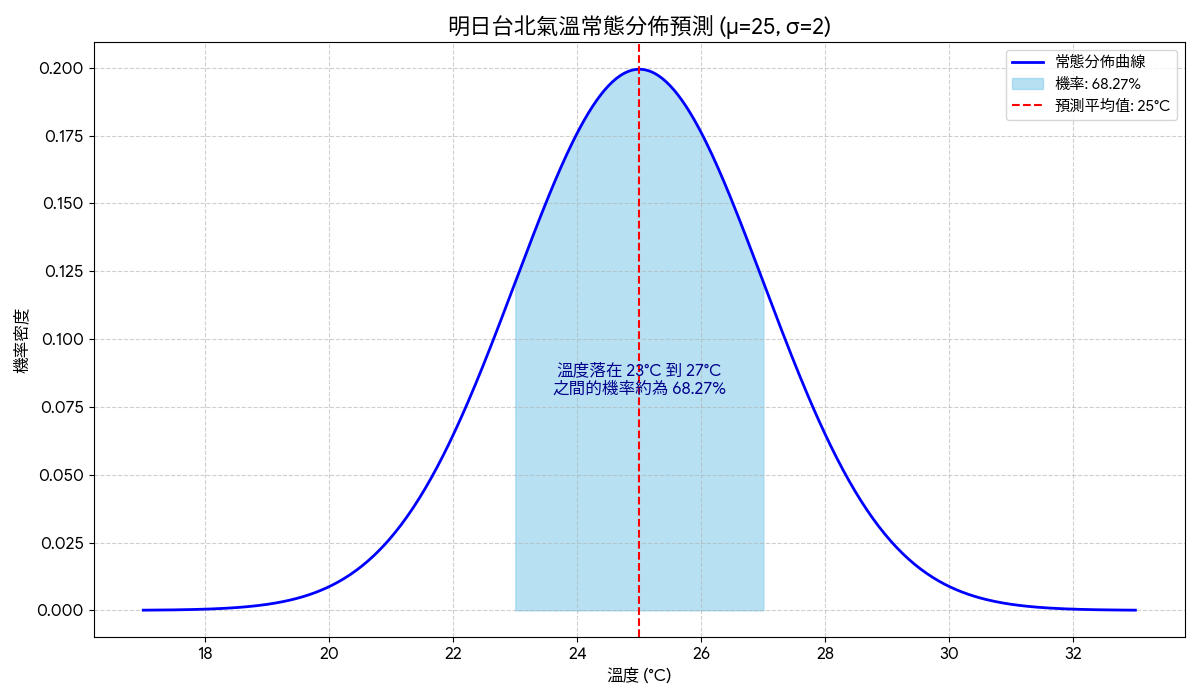 明日台北氣溫常態分佈預測 (μ=25, σ=2)
常態分佈曲線
機率: 68.27%
預測平均值: 25°C
0.200
0.175
0.150
0.125
0.100
0.075
0.050
0.025
0.000
機率密度
溫度落在 23°C 到 27°C
之間的機率約為 68.27%
18 20 22 24 26 28 30 32
溫度 (°C)